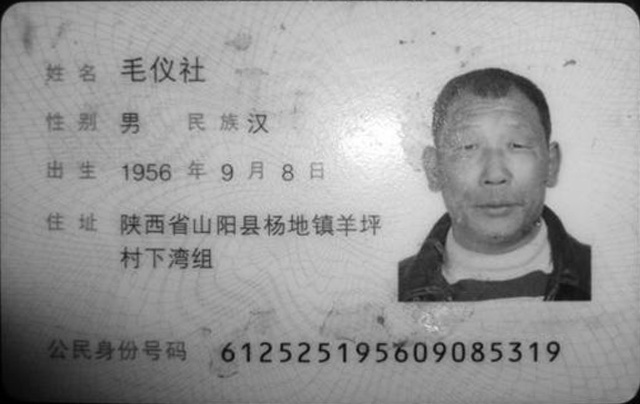 姓名 毛仪社
性别 男 民族 汉
出生 1956 年 9 月 8 日
住址 陕西省山阳县杨地镇羊坪
村下湾组
公民身份号码 612525195609085319